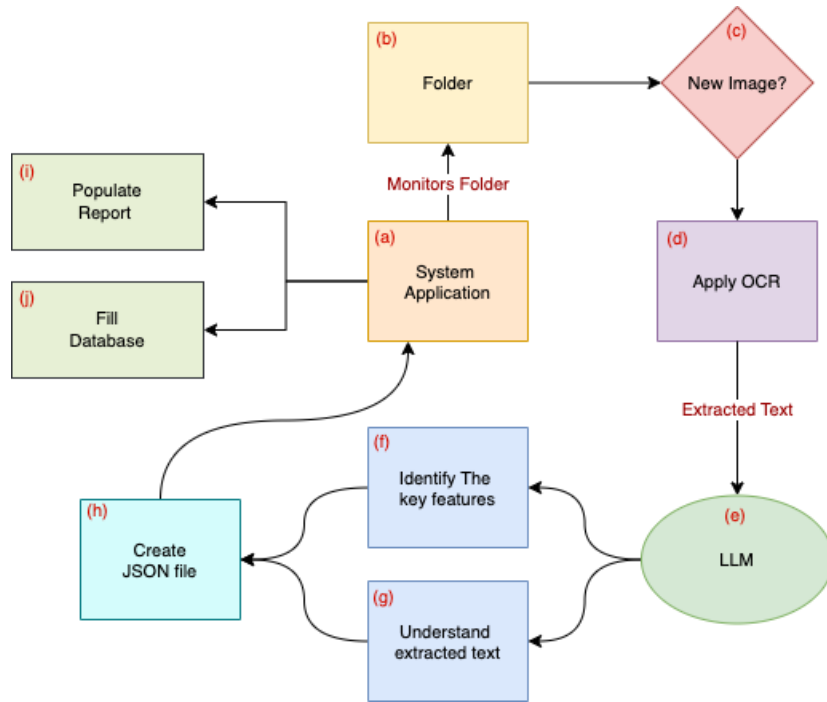 (b)
Folder
(c)
New Image?
Monitors Folder
(i)
Populate
Report
(a)
System
Application
(d)
Apply OCR
(j)
Fill
Database
Extracted Text
(f)
Identify The
key features
(e)
LLM
(h)
Create
JSON file
(g)
Understand
extracted text